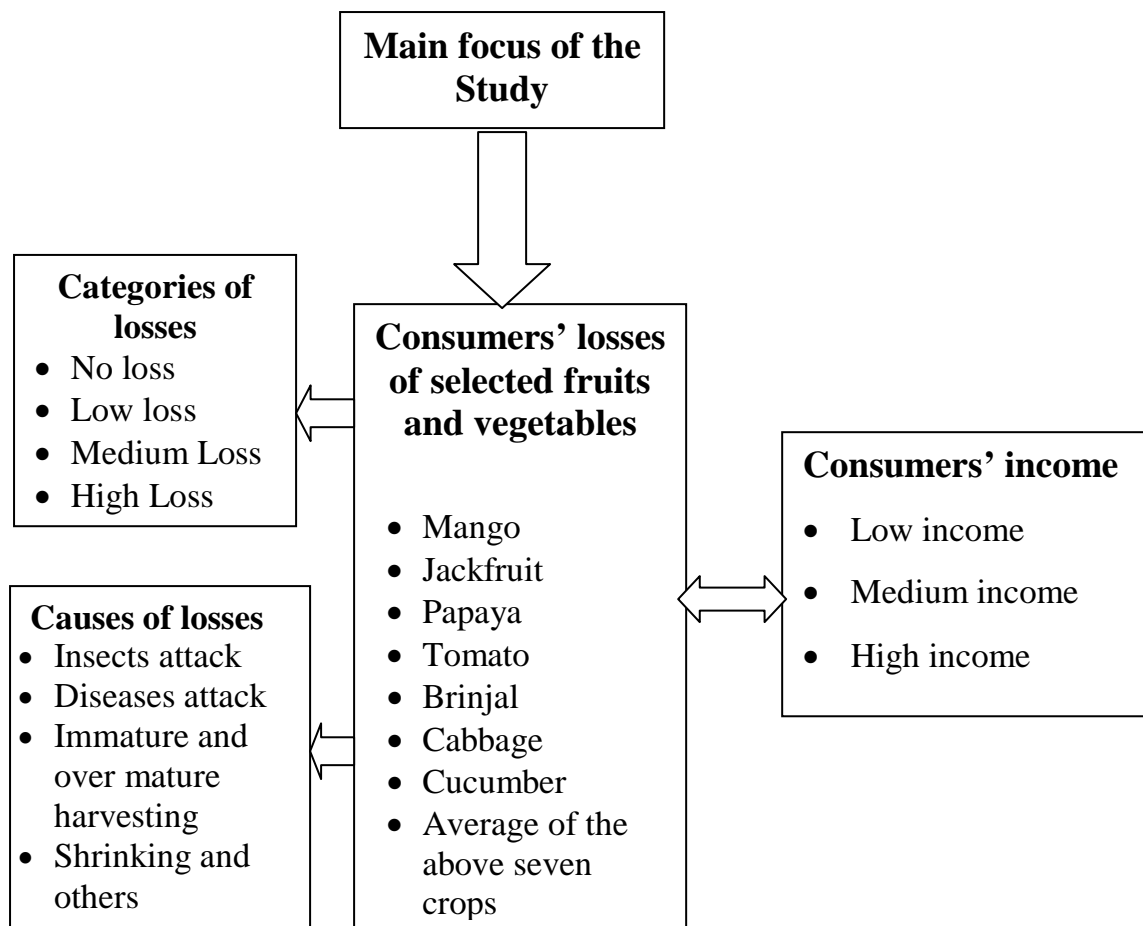 Main focus of the
Study
Categories of
losses
• No loss
• Low loss
• Medium Loss
• High Loss
Causes of losses
• Insects attack
• Diseases attack
• Immature and
over mature
harvesting
• Shrinking and
others
Consumers’ losses
of selected fruits
and vegetables
• Mango
• Jackfruit
• Papaya
• Tomato
• Brinjal
• Cabbage
• Cucumber
• Average of the
above seven
crops
Consumers’ income
• Low income
• Medium income
• High income